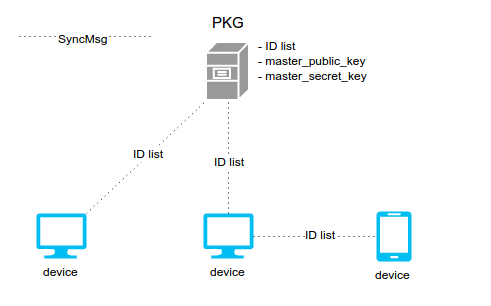 PKG
SyncMsg
- ID list
- master_public_key
- master_secret_key
ID list
ID list
ID list
device
device
device